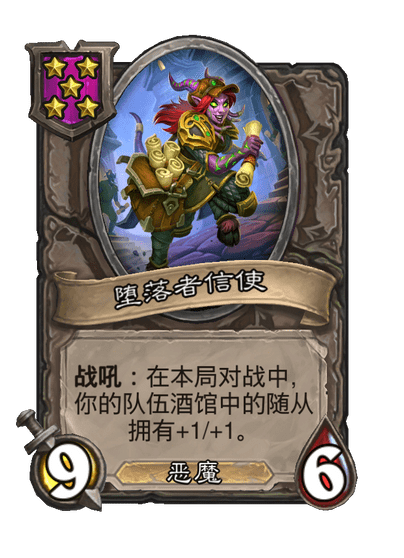 堕落者信使
战吼：在本局对战中，
你的队伍酒馆中的随从
拥有+1/+1。
9
恶魔
6